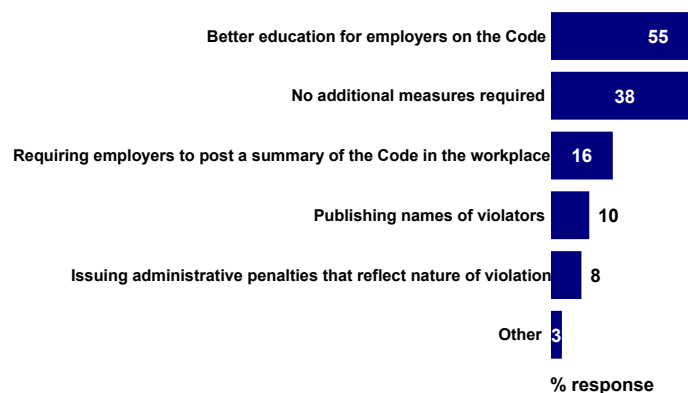 Better education for employers on the Code 55
No additional measures required 38
Requiring employers to post a summary of the Code in the workplace 16
Publishing names of violators 10
Issuing administrative penalties that reflect nature of violation 8
Other 3
% response